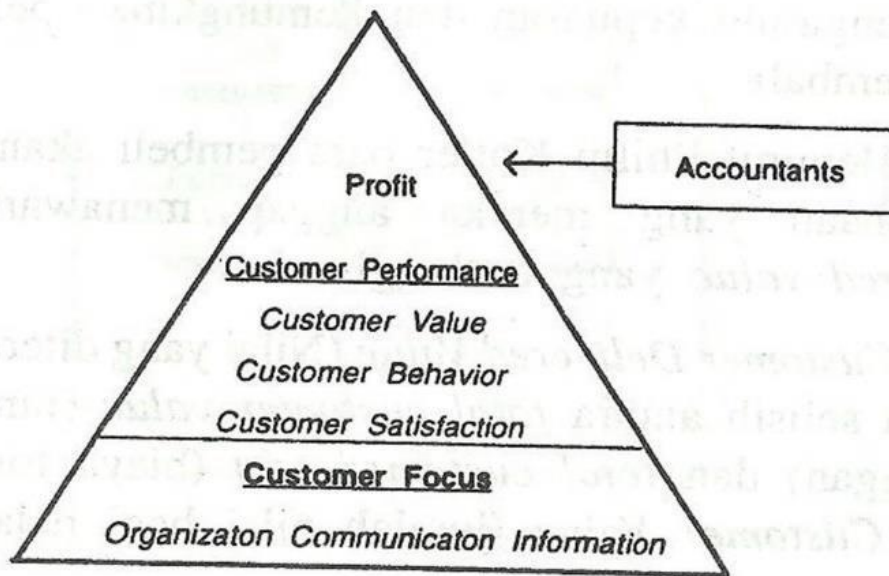 Profit
Accountants
Customer Performance
Customer Value
Customer Behavior
Customer Satisfaction
Customer Focus
Organizaton Communicaton Information